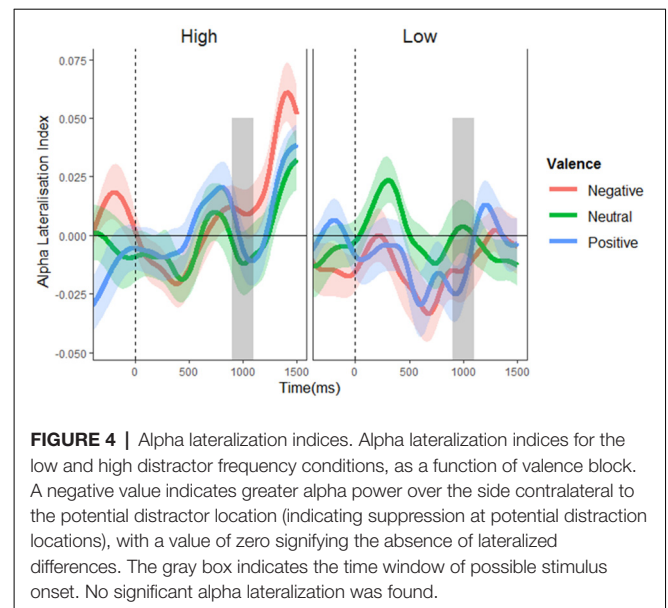 High Low
0.075
0.050
0.025
0.000
-0.025
-0.050
Alpha Lateralisation Index
0 500 1000 1500 0 500 1000 1500
Time(ms)
Valence
Negative
Neutral
Positive
FIGURE 4 | Alpha lateralization indices. Alpha lateralization indices for the
low and high distractor frequency conditions, as a function of valence block.
A negative value indicates greater alpha power over the side contralateral to
the potential distractor location (indicating suppression at potential distraction
locations), with a value of zero signifying the absence of lateralized
differences. The gray box indicates the time window of possible stimulus
onset. No significant alpha lateralization was found.